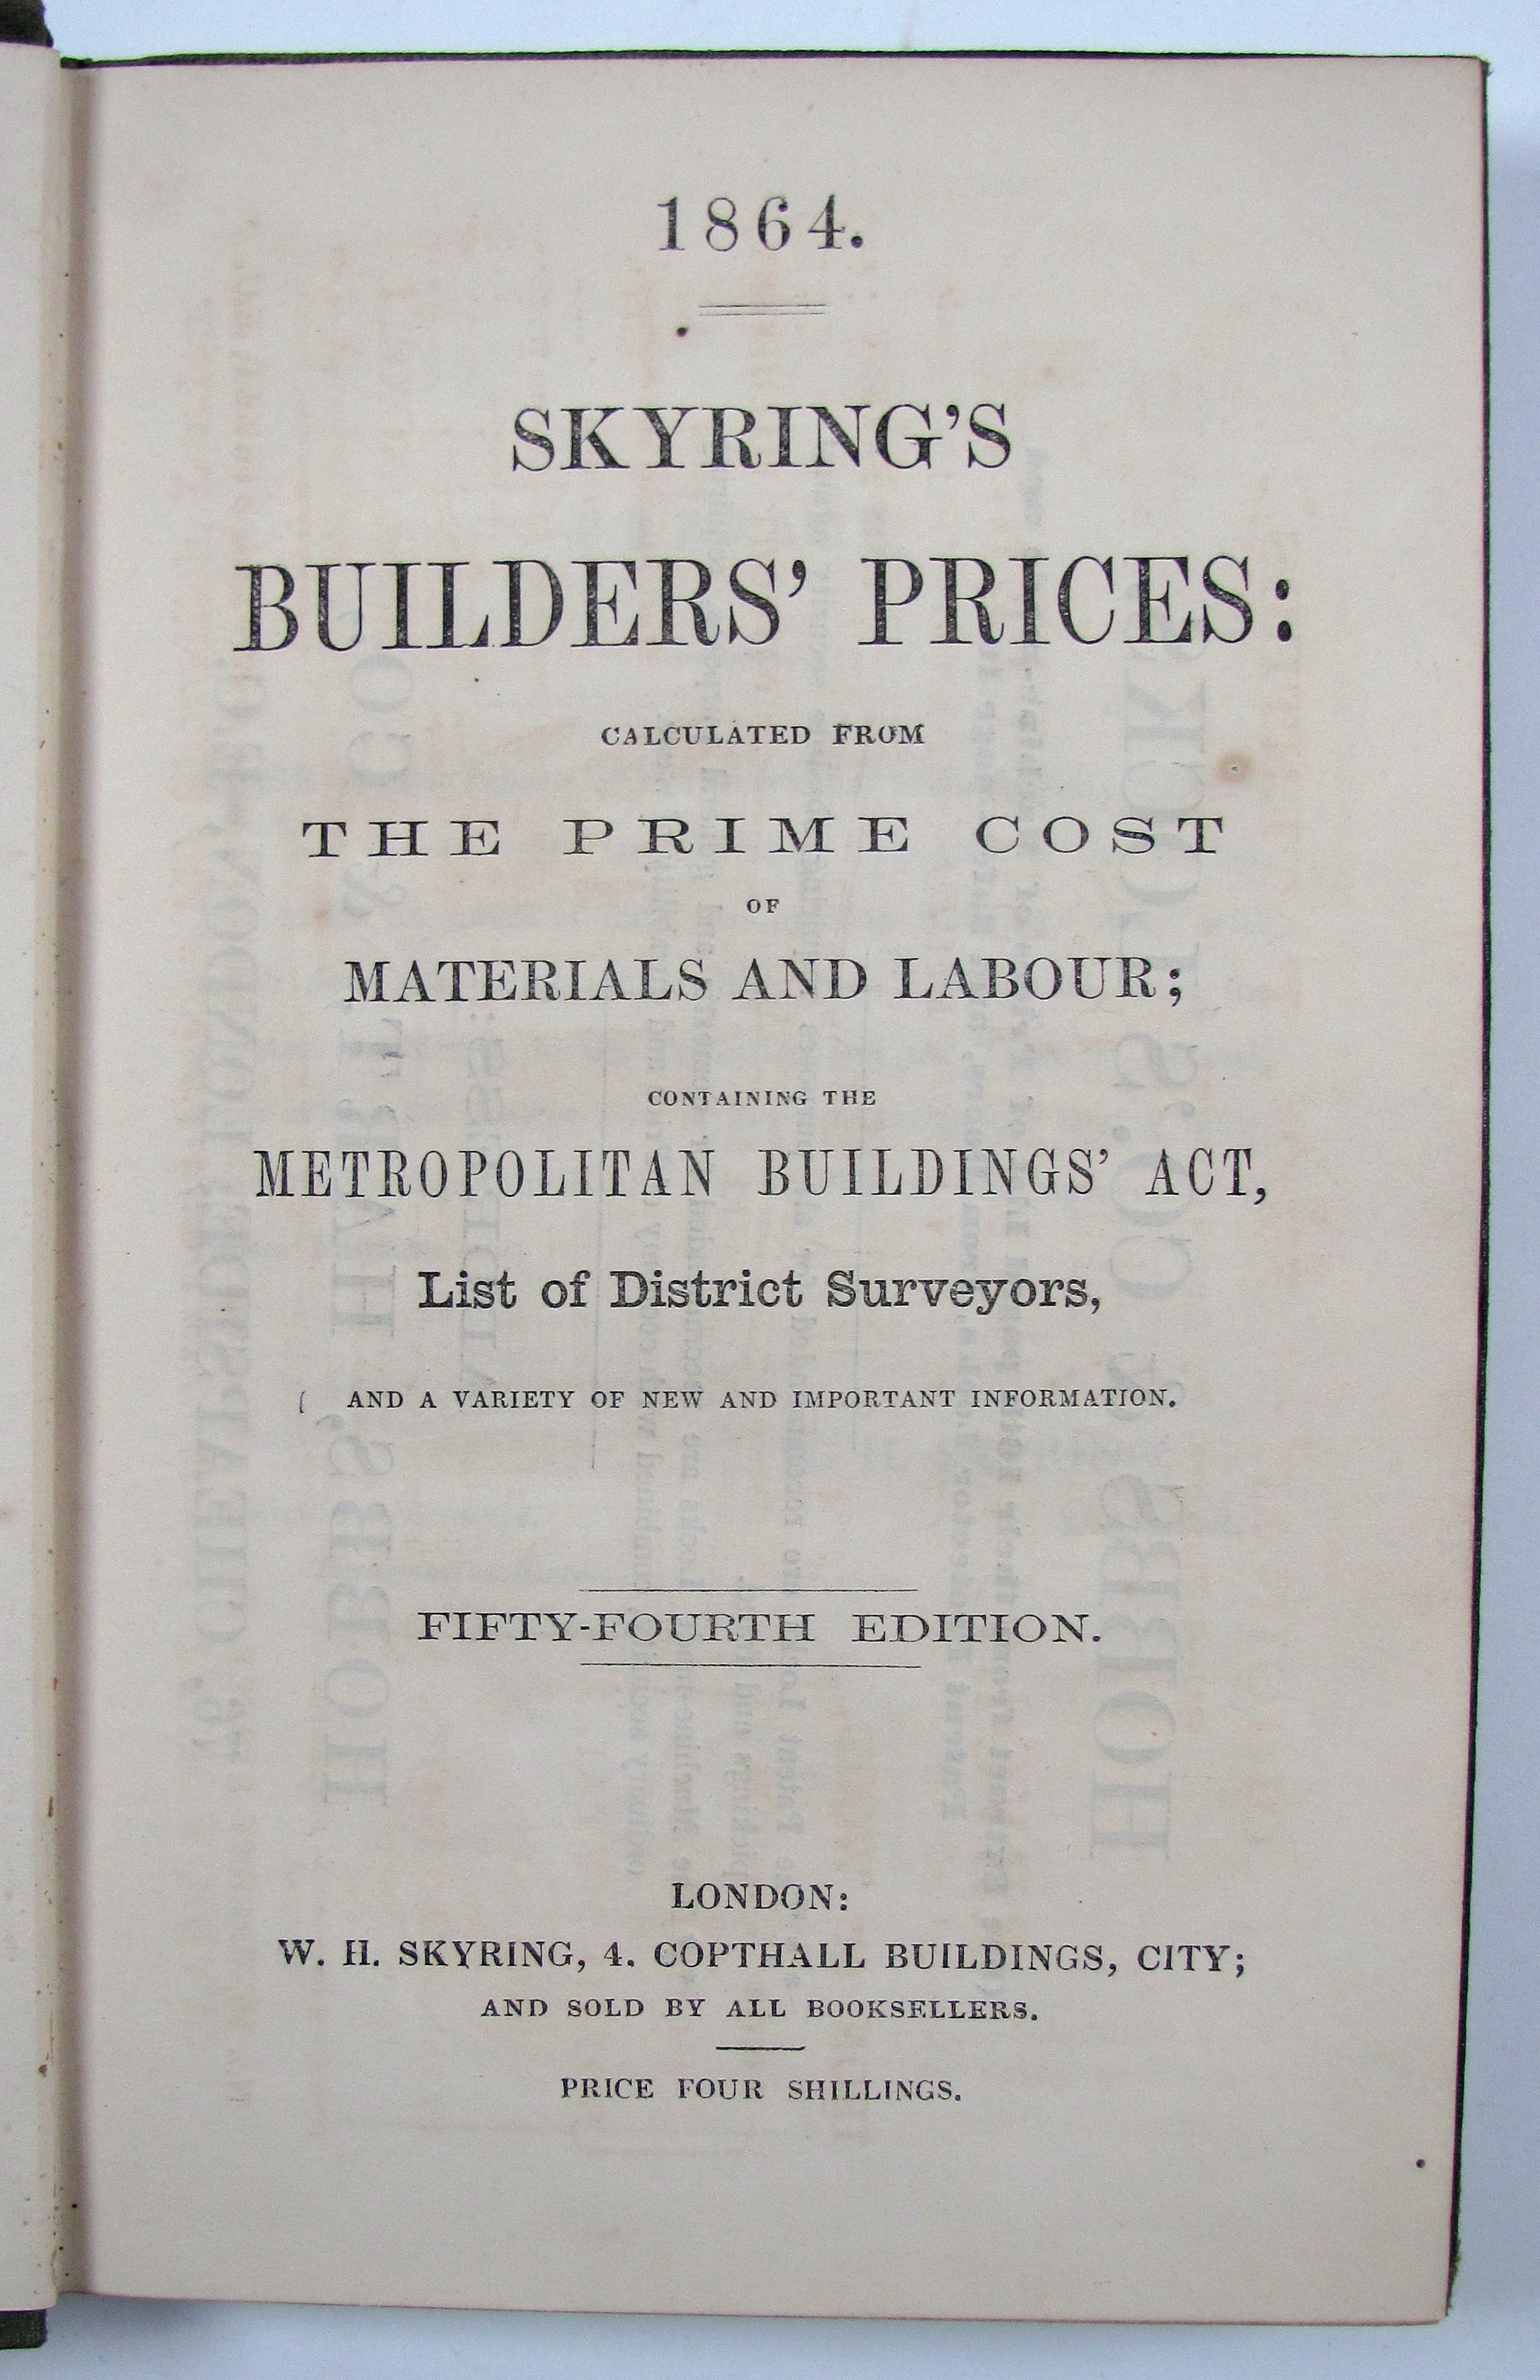 1864.
SKYRING'S
BUILDERS' PRICES:
CALCULATED FROM
THE PRIME COST
OF
MATERIALS AND LABOUR;
CONTAINING THE
METROPOLITAN BUILDINGS' ACT,
List of District Surveyors,
AND A VARIETY OF NEW AND IMPORTANT INFORMATION.
FIFTY-FOURTH EDITION.
LONDON:
W. H. SKYRING, 4. COPTHALL BUILDINGS, CITY;
AND SOLD BY ALL BOOKSELLERS.
PRICE FOUR SHILLINGS.